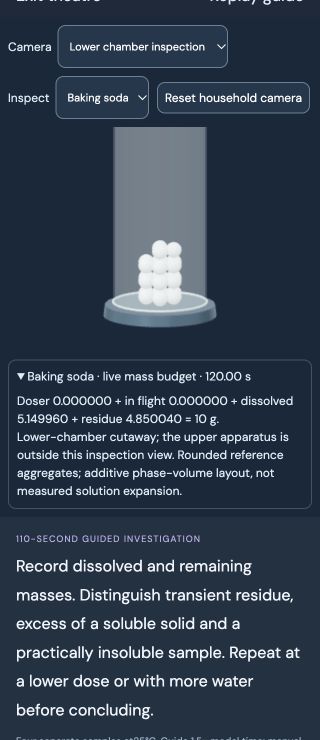 Exit theatre Replay guide
Camera Lower chamber inspection
Inspect Baking soda Reset household camera
▼ Baking soda · live mass budget · 120.00 s
Doser 0.000000 + in flight 0.000000 + dissolved
5.149960 + residue 4.850040 = 10 g.
Lower-chamber cutaway; the upper apparatus is
outside this inspection view. Rounded reference
aggregates; additive phase-volume layout, not
measured solution expansion.
110-SECOND GUIDED INVESTIGATION
Record dissolved and remaining
masses. Distinguish transient residue,
excess of a soluble solid and a
practically insoluble sample. Repeat at
a lower dose or with more water
before concluding.